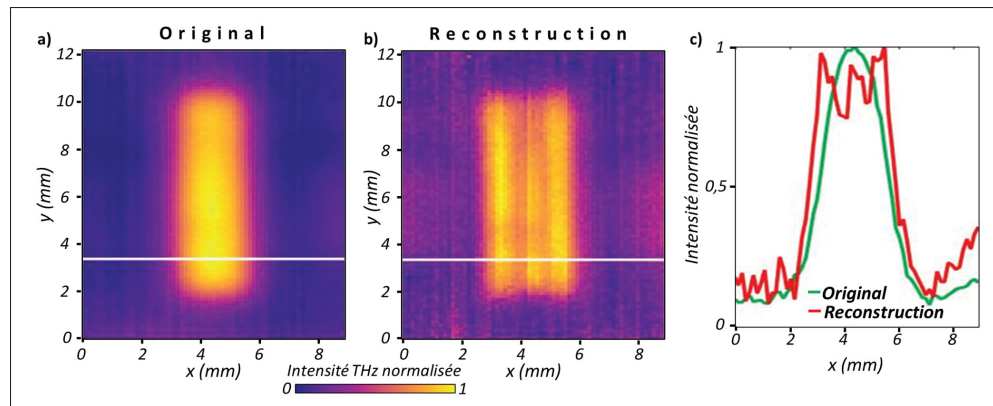 a) Original
12
10
8
6
4
2
0
y (mm)
0 2 4 6 8
x (mm)
b) Reconstruction
12
10
8
6
4
2
0
y (mm)
0 2 4 6 8
x (mm)
Intensité THz normalisée
0 1
c)
1
0,5
0
Intensité normalisée
Original
Reconstruction
0 2 4 6 8
x (mm)